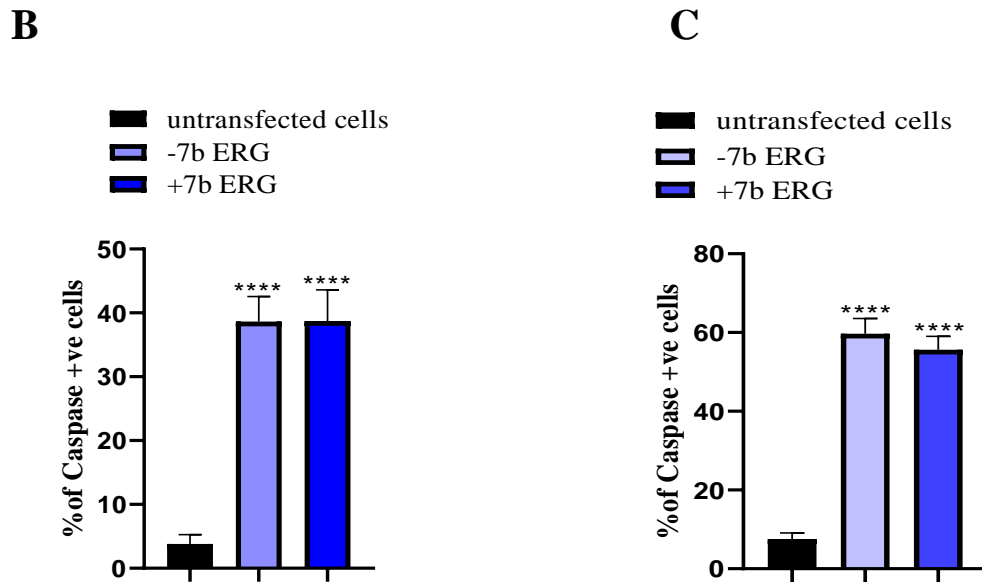 B
untransfected cells
-7b ERG
+7b ERG
%of Caspase +ve cells
50
40
30
20
10
0
****
****
C
untransfected cells
-7b ERG
+7b ERG
%of Caspase +ve cells
80
60
40
20
0
****
****